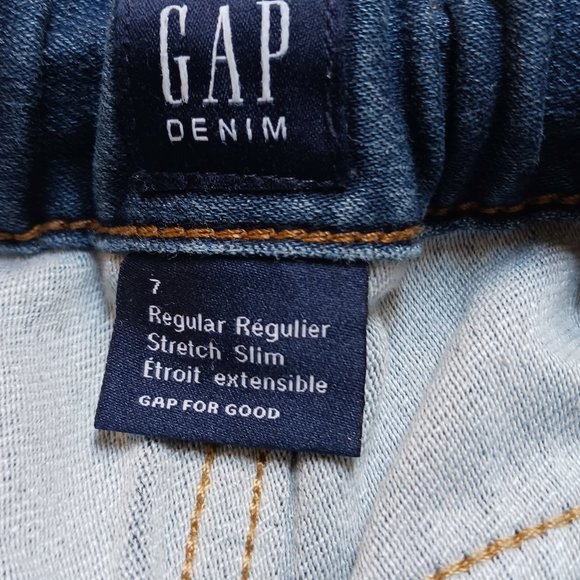 GAP
DENIM
7
Regular Régulier
Stretch Slim
Étroit extensible
GAP FOR GOOD